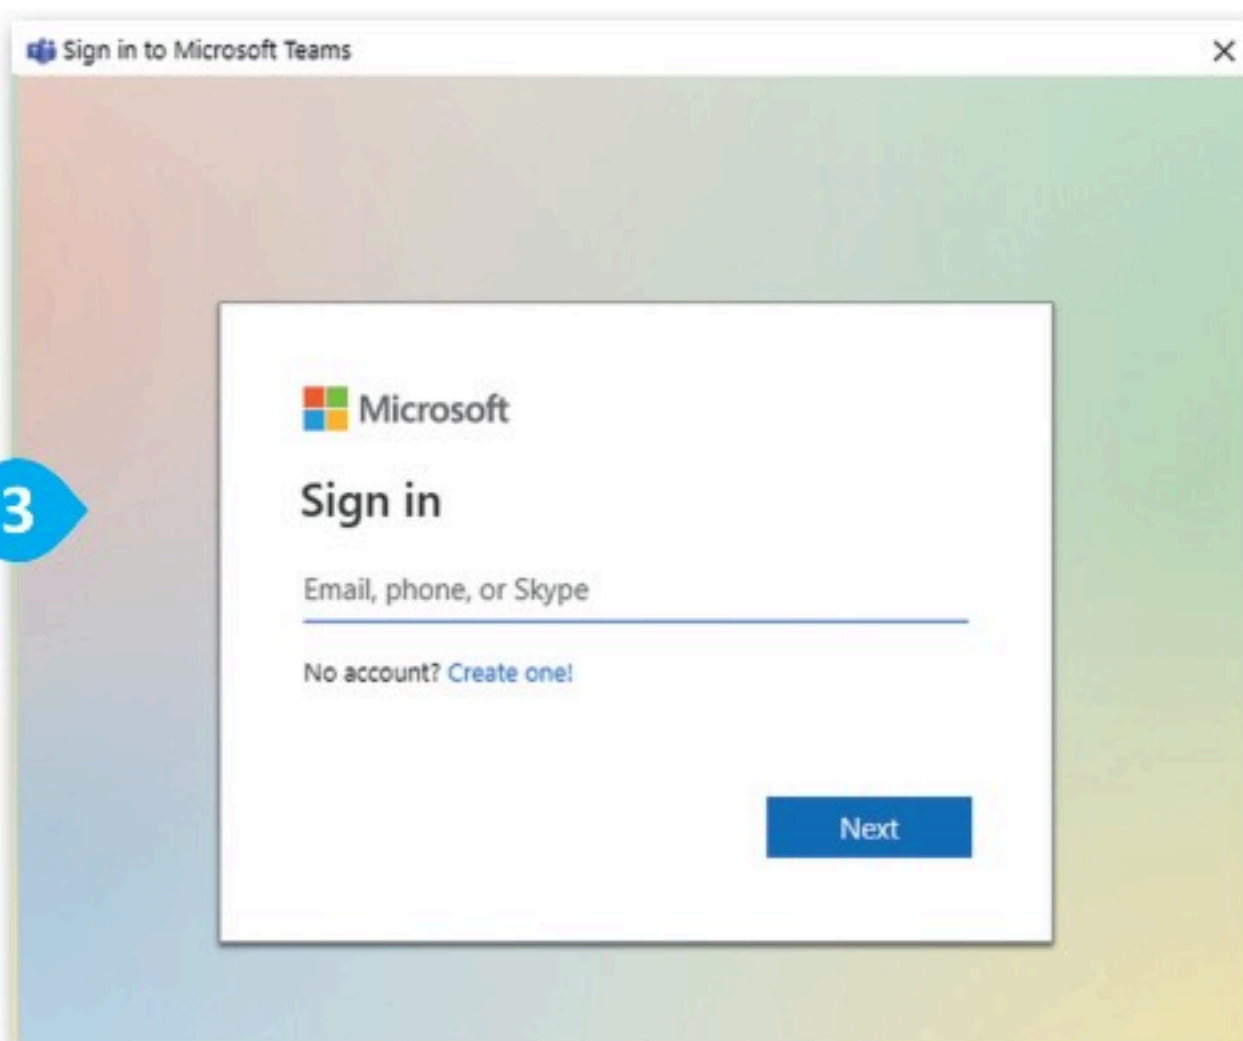 Sign in to Microsoft Teams
Microsoft
Sign in
3
Email, phone, or Skype
No account? Create one!
Next